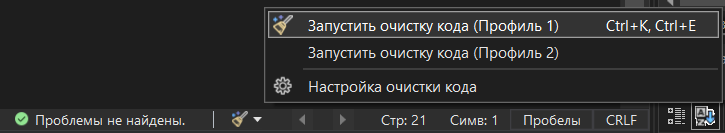 Запустить очистку кода (Профиль 1) Ctrl+K, Ctrl+E
Запустить очистку кода (Профиль 2)
Настройка очистки кода
Проблемы не найдены. Стр: 21 Симв: 1 Пробелы CRLF